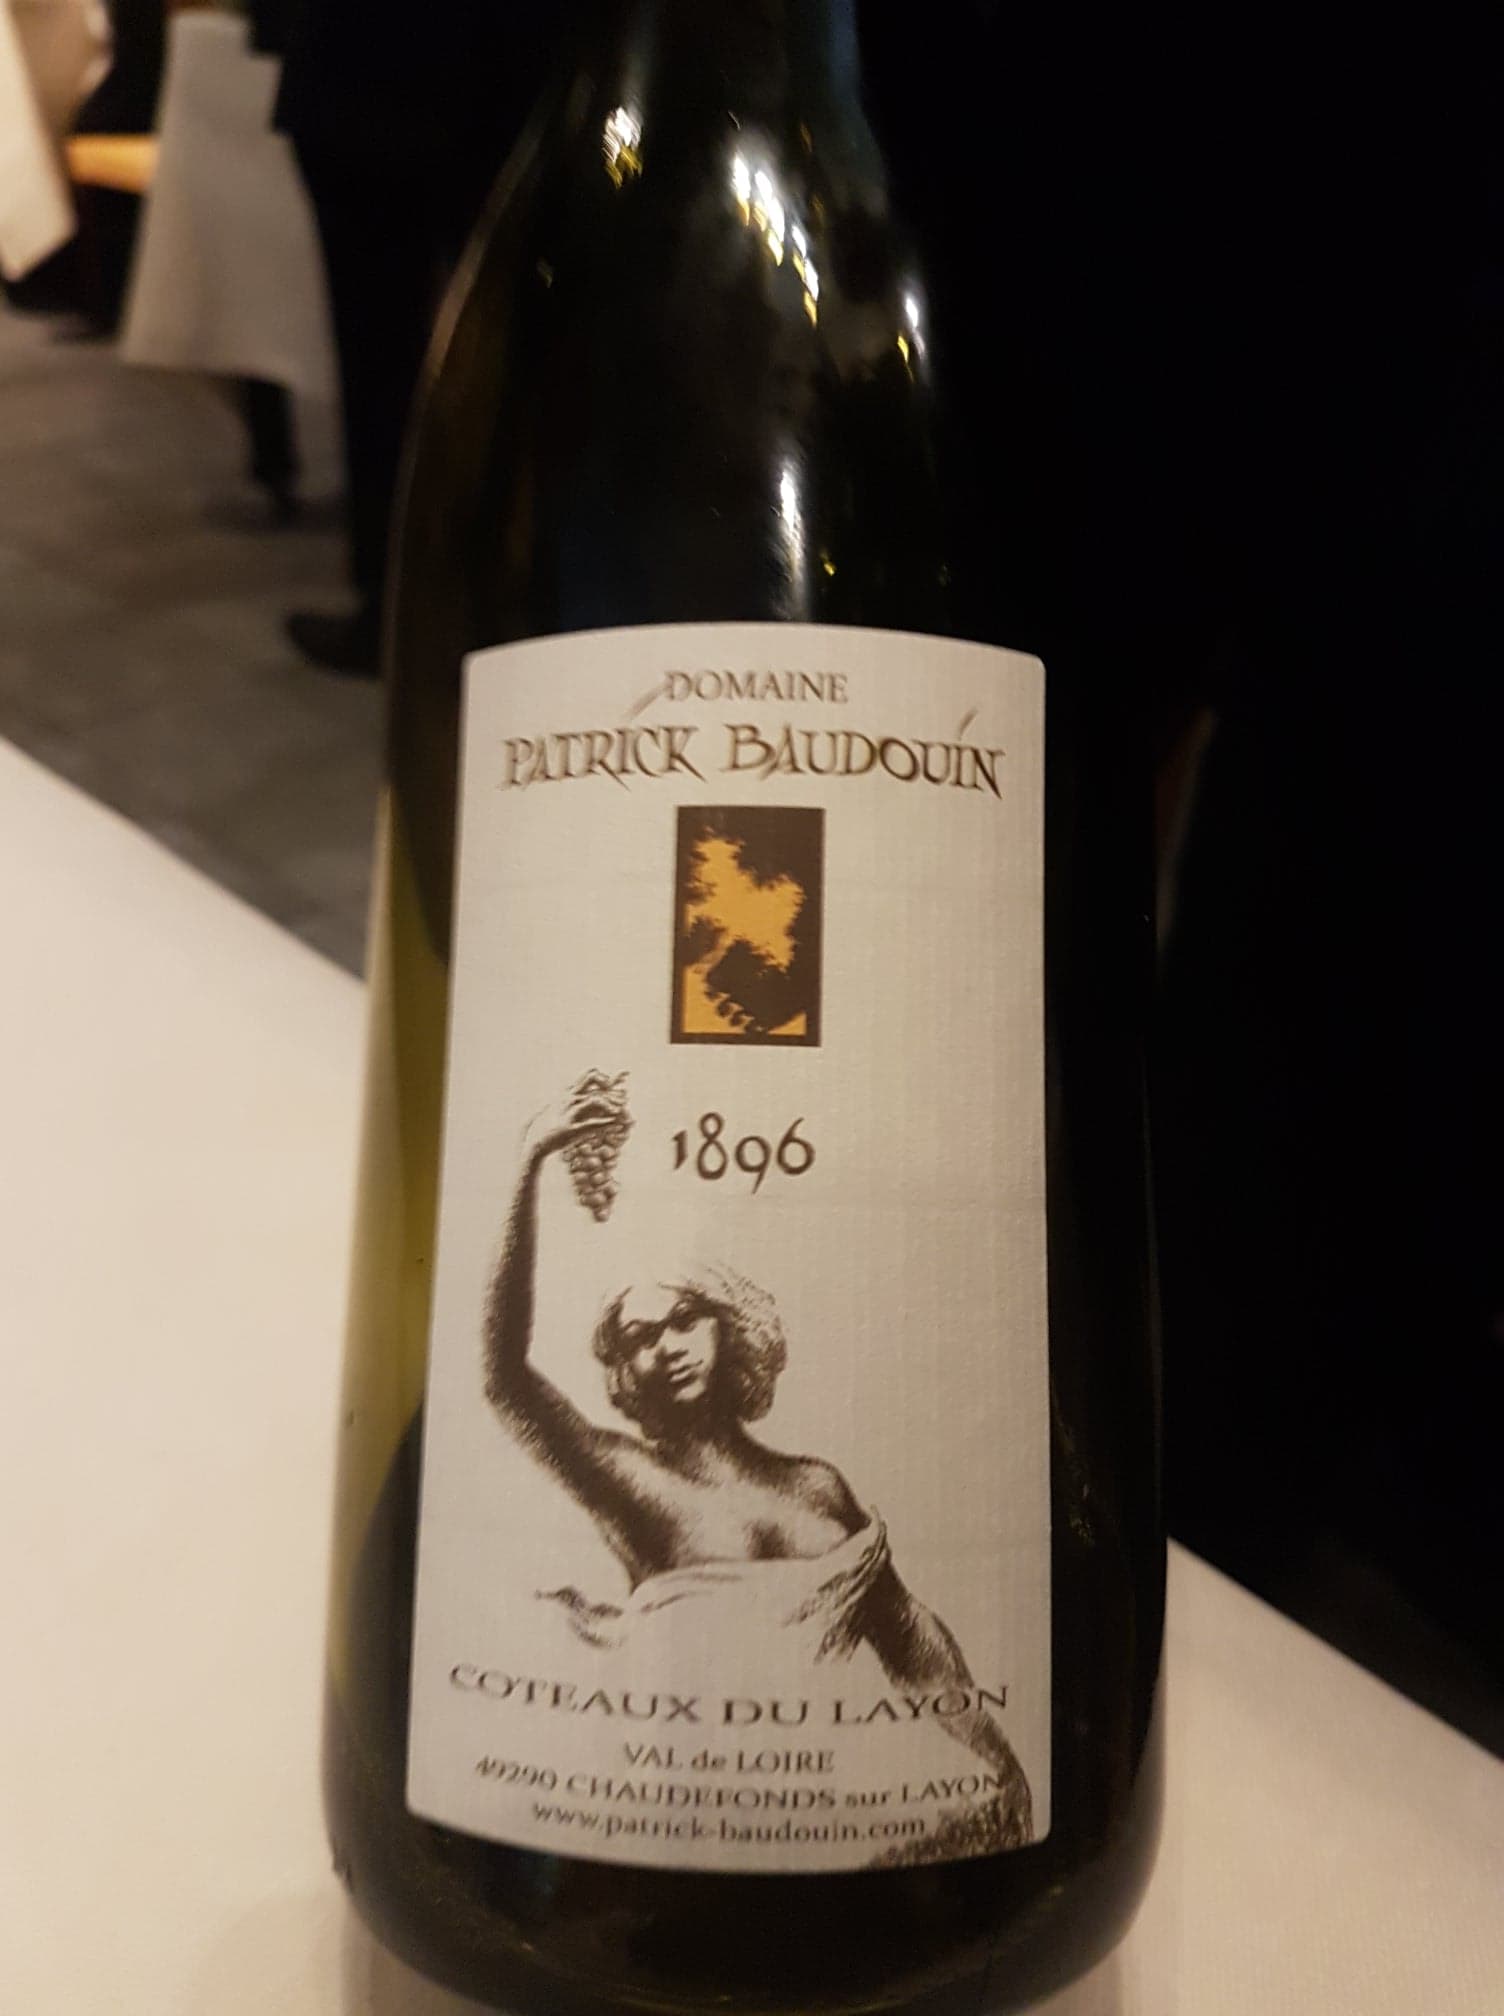 DOMAINE
PATRICK BAUDOUIN
1896
COTEAUX DU LAYON
VAL de LOIRE
49290 CHAUDEFONDS sur LAYON
www.patrick-baudouin.com